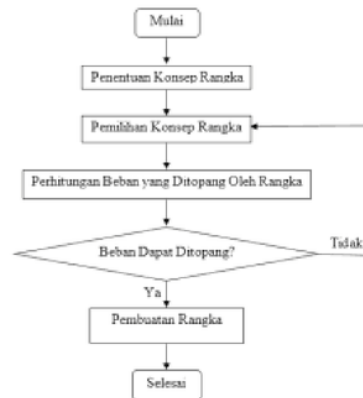 Mulai
Penentuan Konsep Rangka
Pemilihan Konsep Rangka
Perhitungan Beban yang Ditopang Oleh Rangka
Beban Dapat Ditopang?
Tidak
Ya
Pembuatan Rangka
Selesai